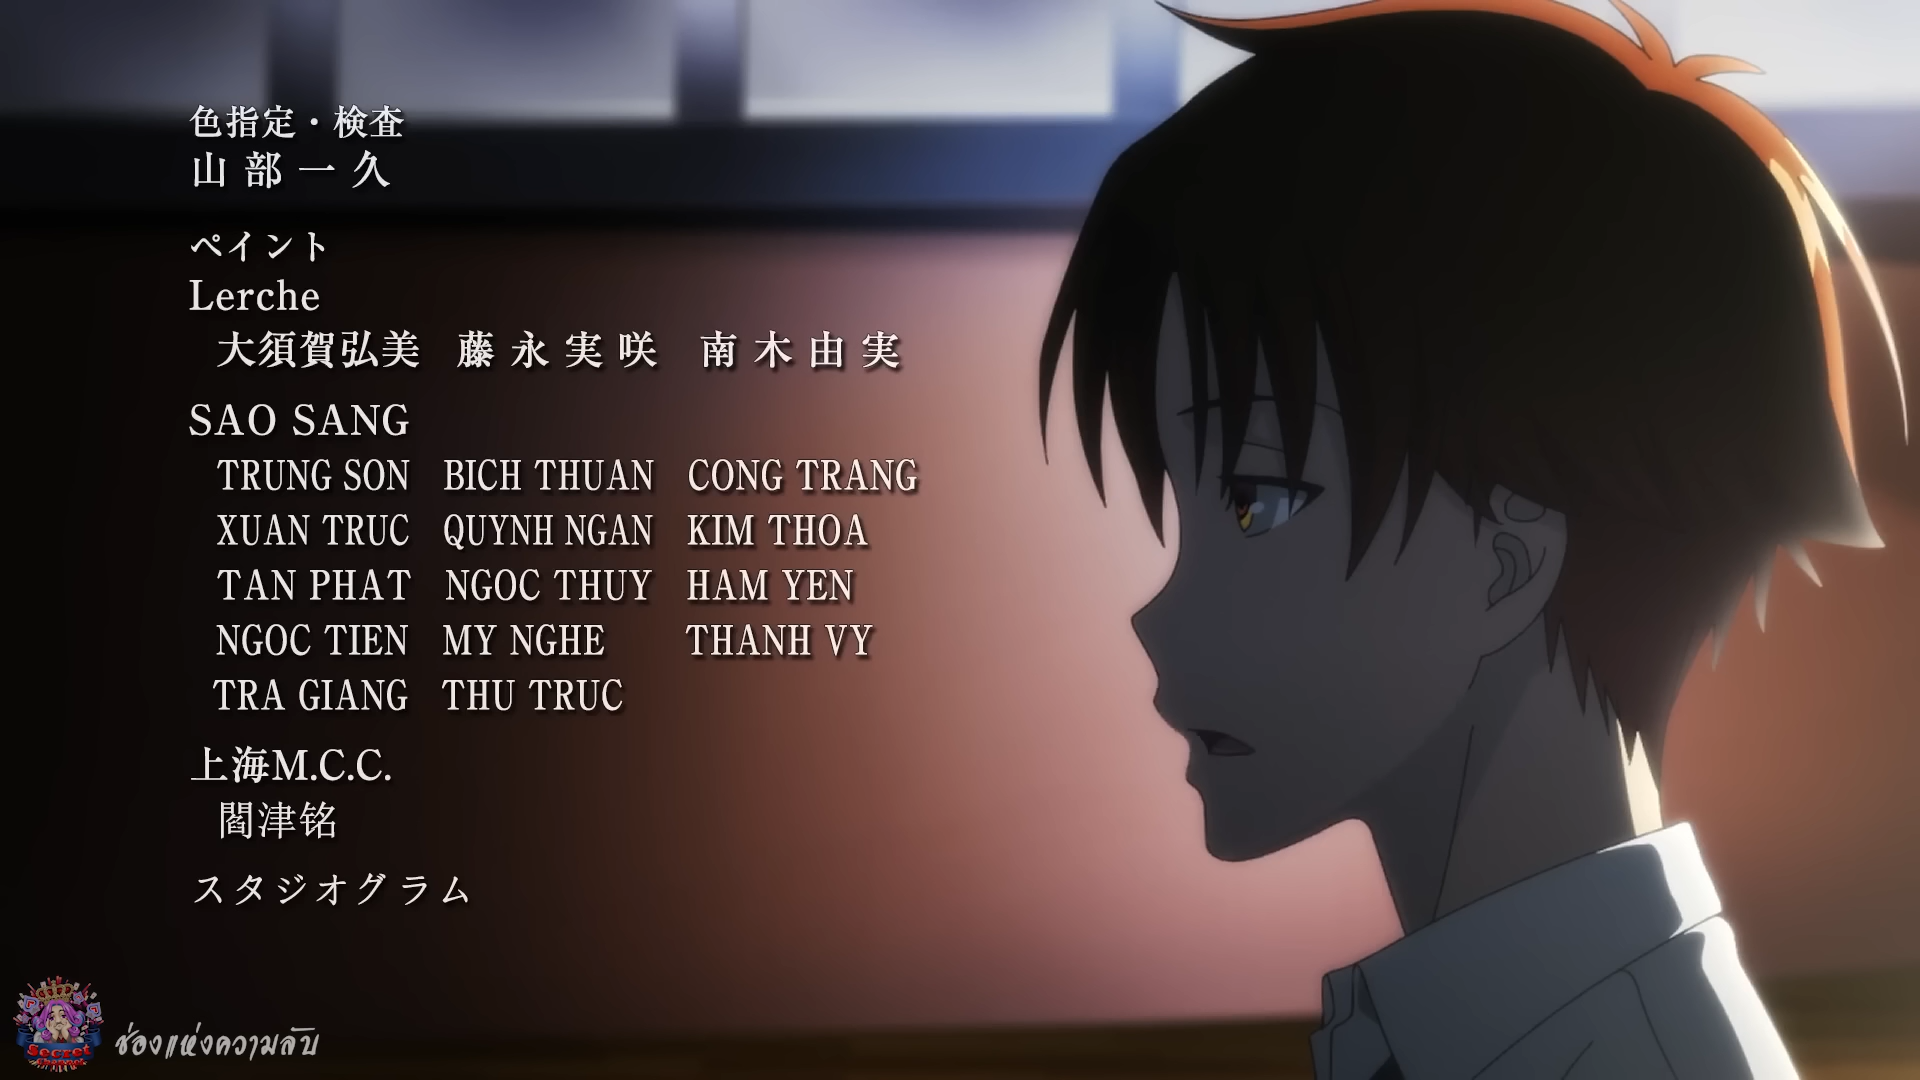 色指定・検査
山部一久
ペイント
Lerche
大須賀弘美 藤永実咲 南木由実
SAO SANG
TRUNG SON BICH THUAN CONG TRANG
XUAN TRUC QUYNH NGAN KIM THOA
TAN PHAT NGOC THUY HAM YEN
NGOC TIEN MY NGHE THANH VY
TRA GIANG THU TRUC
上海M.C.C.
閻津铭
スタジオグラム
Secret
Channel
ช่องแห่งความลับ